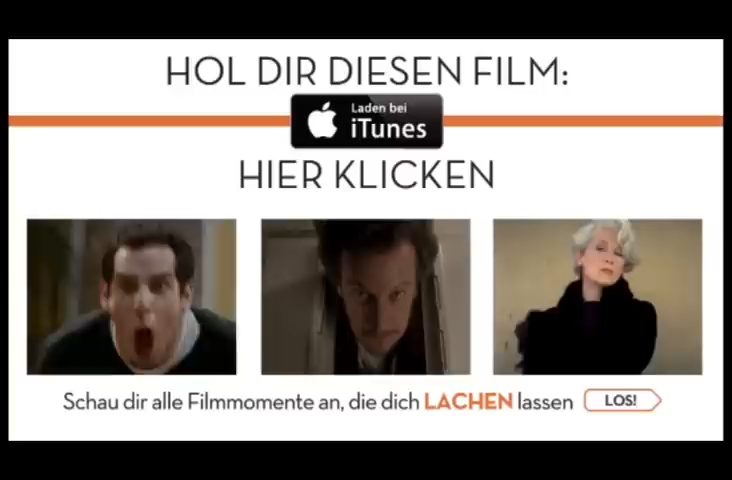 HOL DIR DIESEN FILM:
Laden bei
iTunes
HIER KLICKEN
Schau dir alle Filmmomente an, die dich LACHEN lassen LOS!